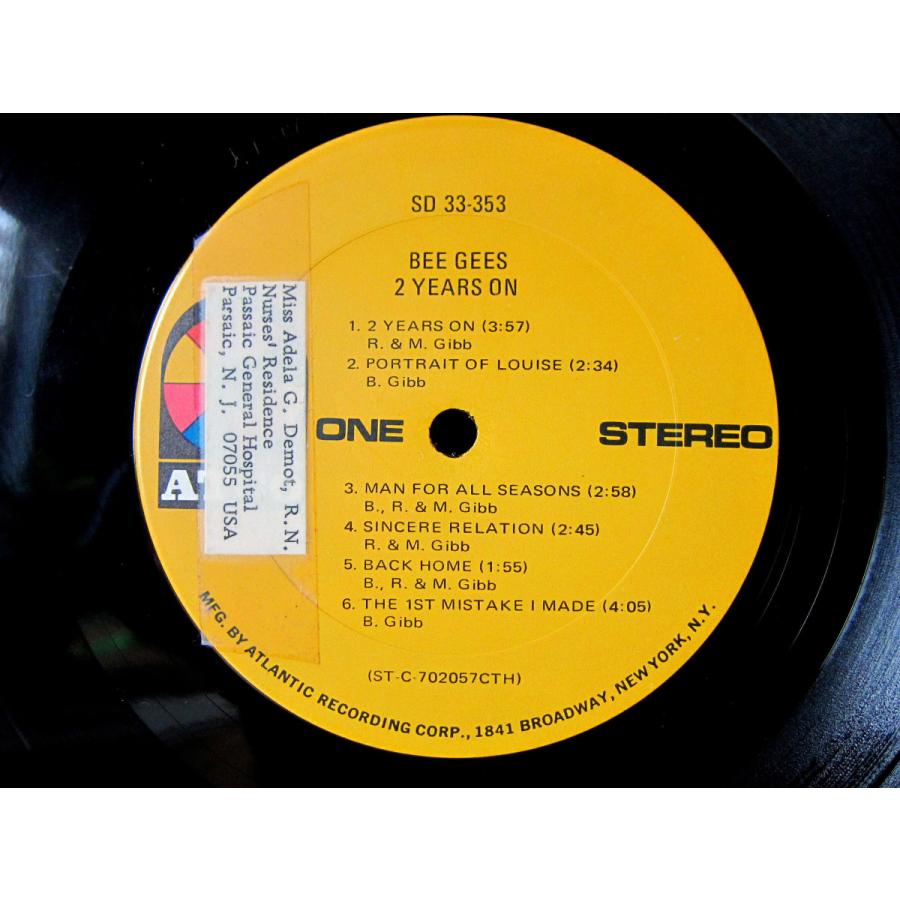 SD 33-353
BEE GEES
2 YEARS ON
1. 2 YEARS ON (3:57)
R. & M. Gibb
2. PORTRAIT OF LOUISE (2:34)
B. Gibb
ONE
STEREO
3. MAN FOR ALL SEASONS (2:58)
B., R. & M. Gibb
4. SINCERE RELATION (2:45)
R. & M. Gibb
5. BACK HOME (1:55)
B., R. & M. Gibb
6. THE 1ST MISTAKE I MADE (4:05)
B. Gibb
(ST-C-702057CTH)
MFG. BY ATLANTIC RECORDING CORP., 1841 BROADWAY, NEW YORK, N.Y.
Miss Adela G. Demot, R.N.
Nurses' Residence
Passaic General Hospital
Parsaic, N. J. 07055 USA